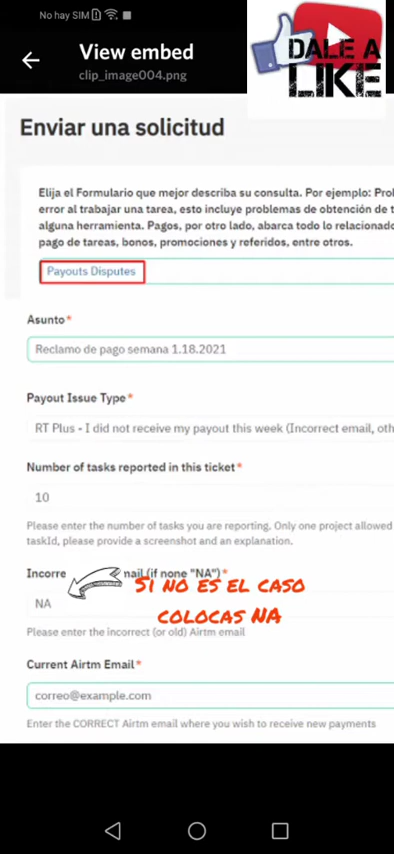 No hay SIM
View embed
clip_image004.png
DALE A
LIKE
Enviar una solicitud
Elija el Formulario que mejor describa su consulta. Por ejemplo:
error al trabajar una tarea, esto incluye problemas de obtención de
alguna herramienta. Pagos, por otro lado, abarca todo lo relacionado
pago de tareas, bonos, promociones y referidos, entre otros.
Payouts Disputes
Asunto*
Reclamo de pago semana 1.18.2021
Payout Issue Type*
RT Plus - I did not receive my payout this week (Incorrect email,
Number of tasks reported in this ticket*
10
Please enter the number of tasks you are reporting. Only one project allowed
taskId, please provide a screenshot and an explanation.
(if none "NA")*
SI NO ES EL CASO
NA
COLOCAS NA
Please enter the incorrect (or old) Airtm email
Current Airtm Email*
correo@example.com
Enter the CORRECT Airtm email where you wish to receive new payments